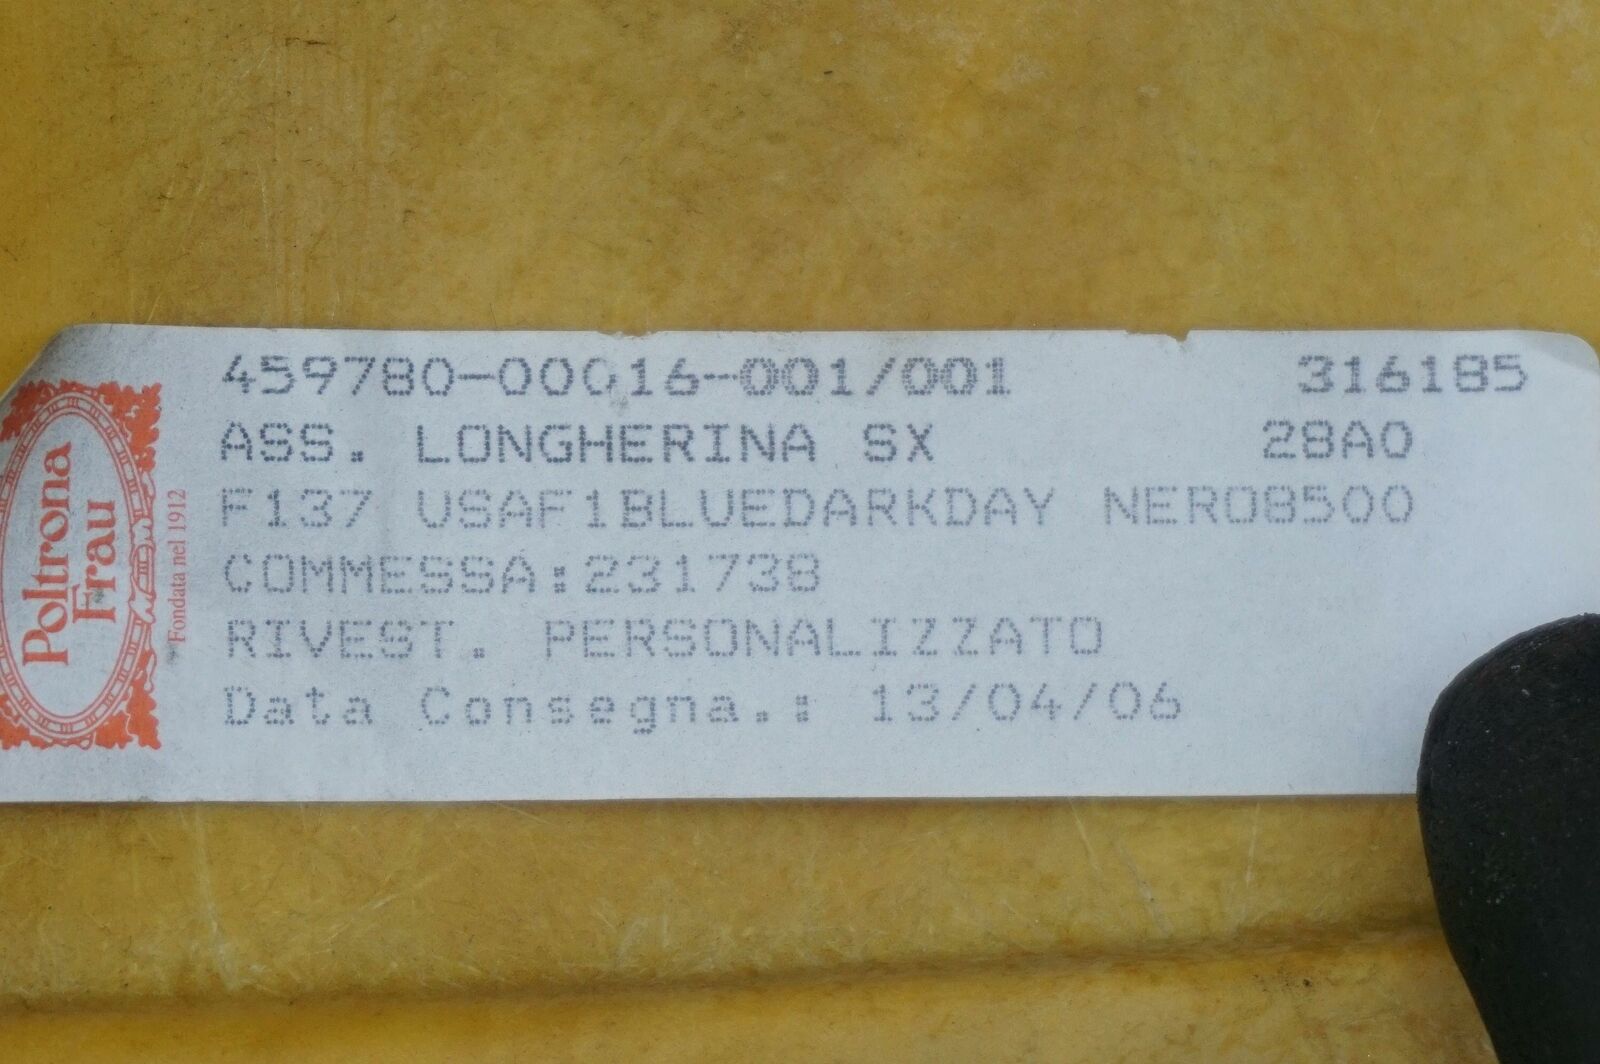 Poltrona
Frau
Fondata nel 1912
459780-00016-001/001 316185
ASS. LONGHERINA SX 28A0
F137 USAF1BLUEDARKDAY NERO8500
COMMESSA:231738
RIVEST. PERSONALIZZATO
Data Consegna.: 13/04/06